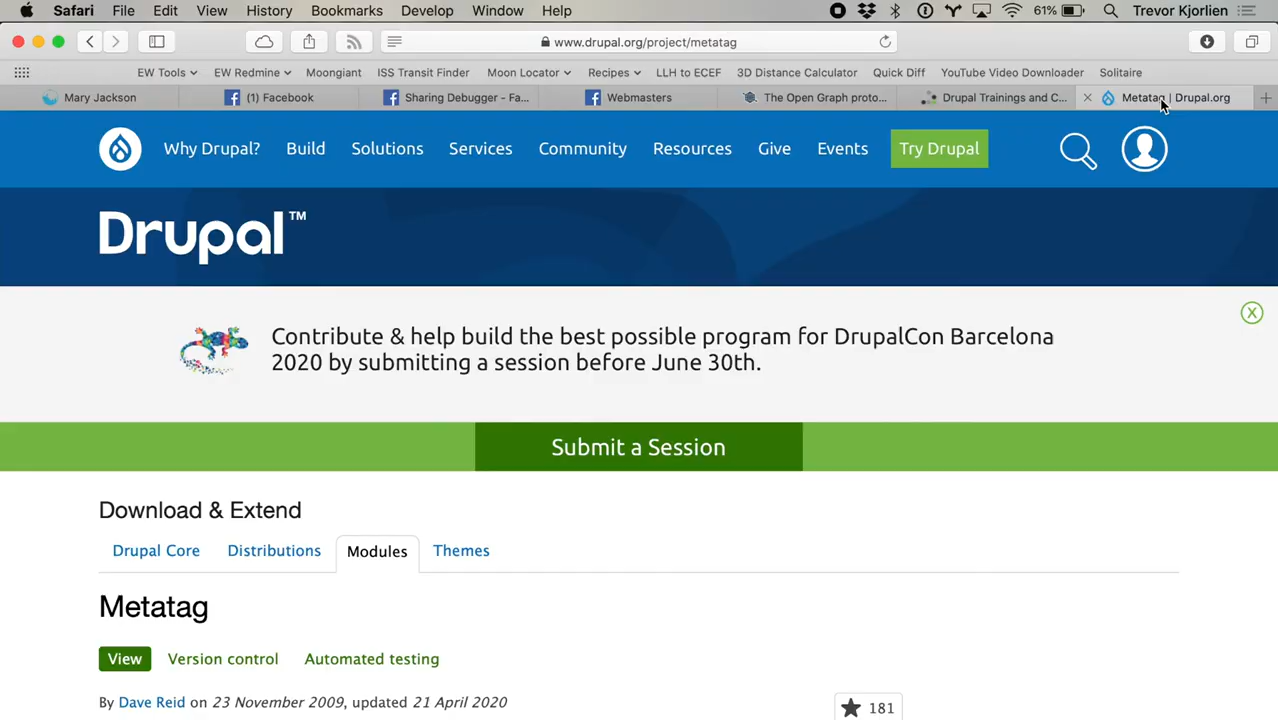 Safari File Edit View History Bookmarks Develop Window Help 61% Trevor Kjorlien
www.drupal.org/project/metatag
EW Tools EW Redmine Moongiant ISS Transit Finder Moon Locator Recipes LLH to ECEF 3D Distance Calculator Quick Diff YouTube Video Downloader Solitaire
Mary Jackson (1) Facebook Sharing Debugger - Fa... Webmasters The Open Graph proto... Drupal Trainings and C... Metatag | Drupal.org
Why Drupal? Build Solutions Services Community Resources Give Events Try Drupal
Drupal™
Contribute & help build the best possible program for DrupalCon Barcelona
2020 by submitting a session before June 30th.
X
Submit a Session
Download & Extend
Drupal Core Distributions Modules Themes
Metatag
View Version control Automated testing
By Dave Reid on 23 November 2009, updated 21 April 2020
181